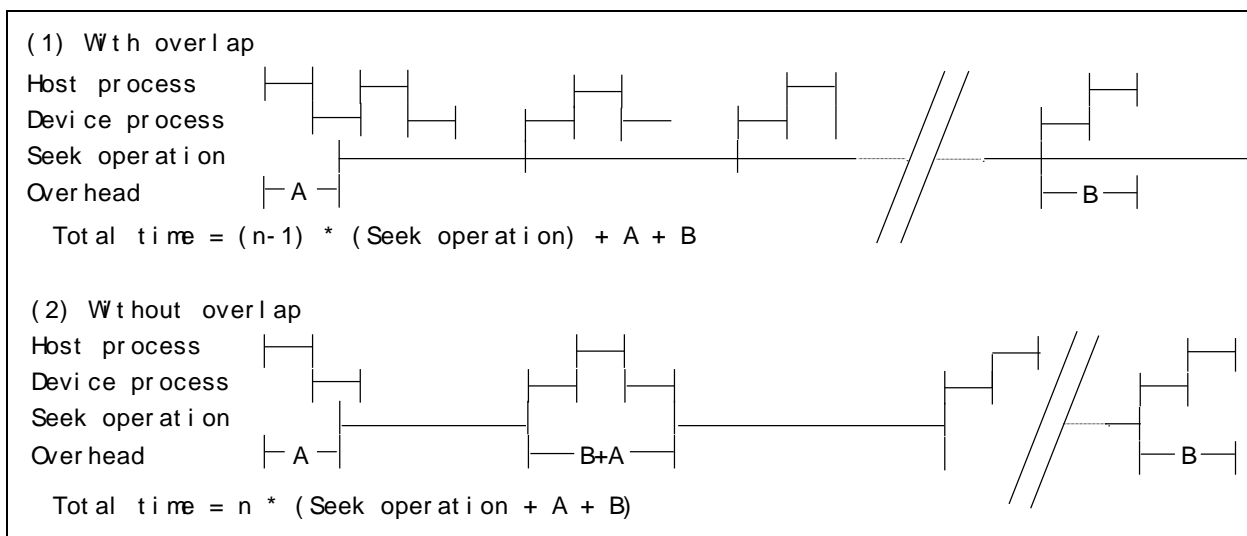 (1) With overlap
Host process
Device process
Seek operation
Overhead
A
B
Total time = (n-1) * (Seek operation) + A + B
(2) Without overlap
Host process
Device process
Seek operation
Overhead
A
B+A
B
Total time = n * (Seek operation + A + B)